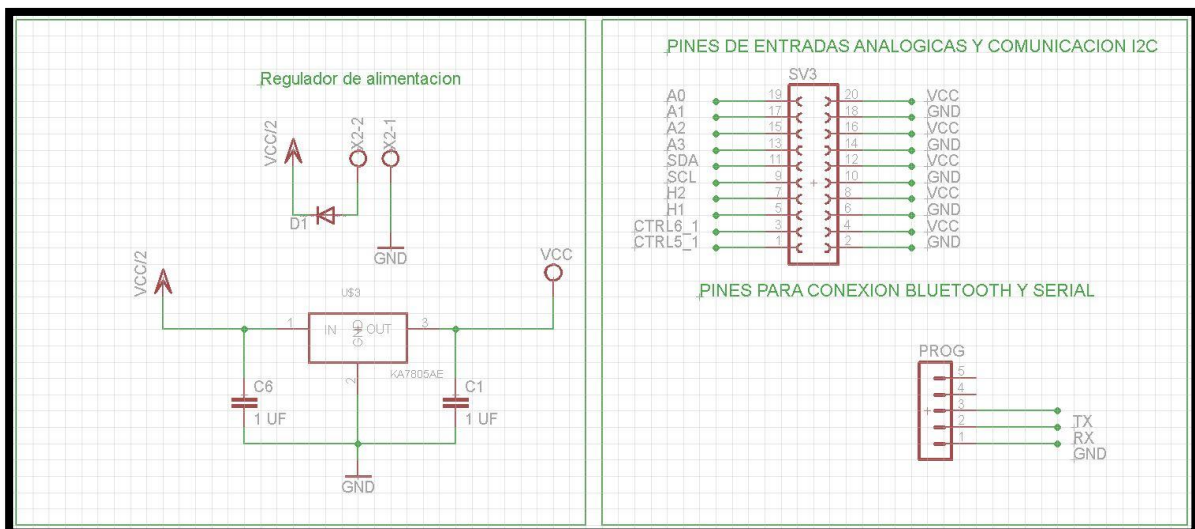 Regulador de alimentacion
VCC/2
X2-2
X2-1
D1
GND
VCC/2
VCC
U$3
1
IN
GND
OUT
3
2
KA7805AE
C6
1 UF
C1
1 UF
GND
PINES DE ENTRADAS ANALOGICAS Y COMUNICACION I2C
SV3
A0 19 20 VCC
A1 17 18 GND
A2 15 16 VCC
A3 13 14 GND
SDA 11 12 VCC
SCL 9 10 GND
H2 7 8 VCC
H1 5 6 GND
CTRL6_1 3 4 VCC
CTRL5_1 1 2 GND
PINES PARA CONEXION BLUETOOTH Y SERIAL
PROG
5
4
3
2 TX
1 RX
GND